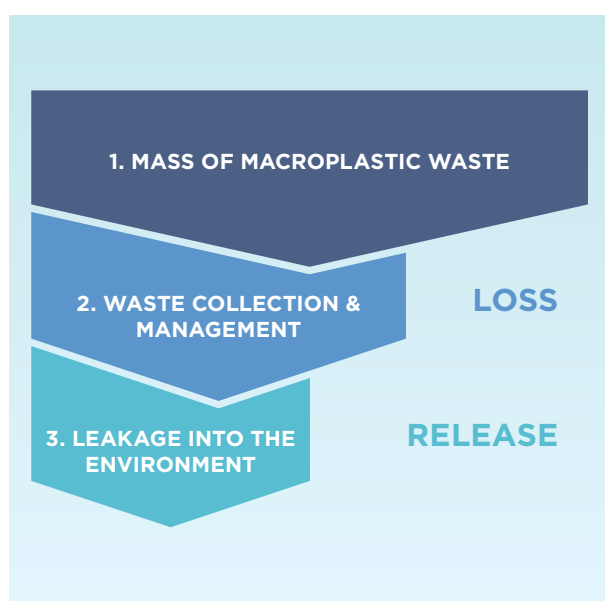 1. MASS OF MACROPLASTIC WASTE
2. WASTE COLLECTION &
MANAGEMENT
LOSS
3. LEAKAGE INTO THE
ENVIRONMENT
RELEASE